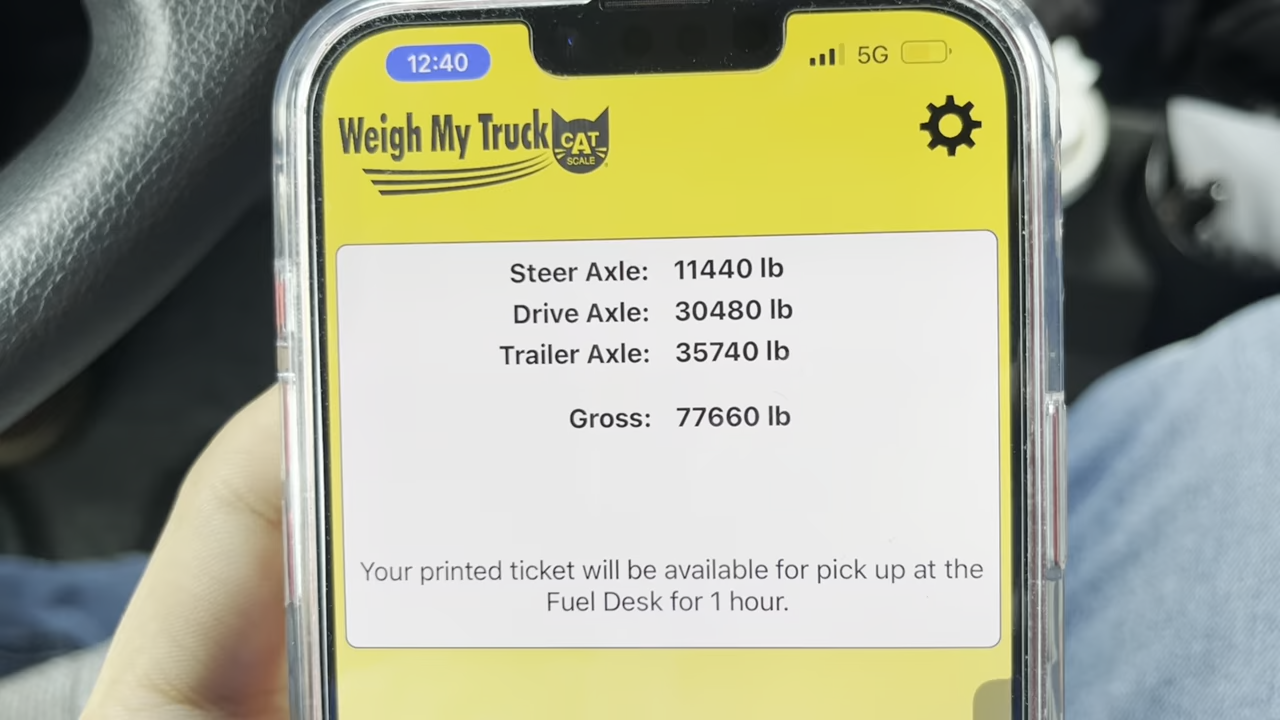 12:40
5G
Weigh My Truck
CAT
SCALE
Steer Axle: 11440 lb
Drive Axle: 30480 lb
Trailer Axle: 35740 lb
Gross: 77660 lb
Your printed ticket will be available for pick up at the
Fuel Desk for 1 hour.